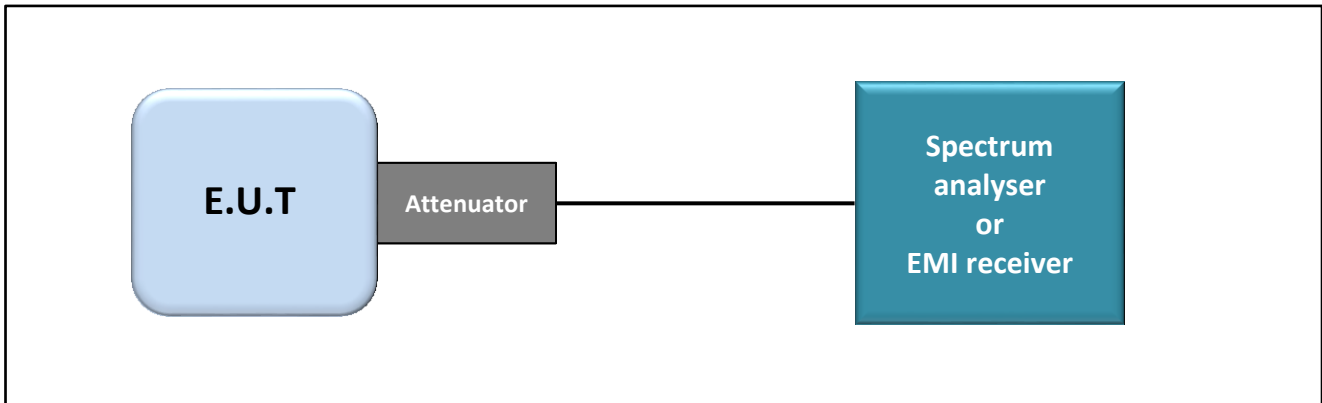 E.U.T
Attenuator
Spectrum
analyser
or
EMI receiver